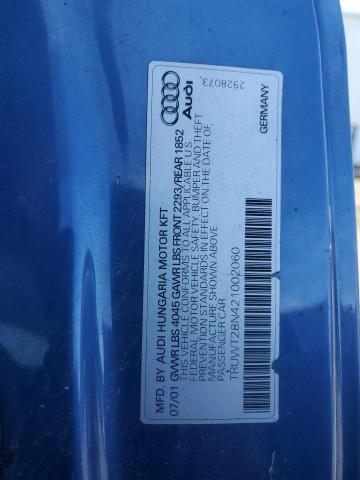 MFD. BY AUDI HUNGARIA MOTOR KFT
07/01 GVWR LBS 4045 GAWR LBS FRONT 2293/REAR 1852
THIS VEHICLE CONFORMS TO ALL APPLICABLE U S
FEDERAL MOTOR VEHICLE SAFETY, BUMPER AND THEFT
PREVENTION STANDARDS IN EFFECT ON THE DATE OF
MANUFACTURE SHOWN ABOVE
PASSENGER CAR
TRUWT28N421002060
Audi
2928073.
GERMANY